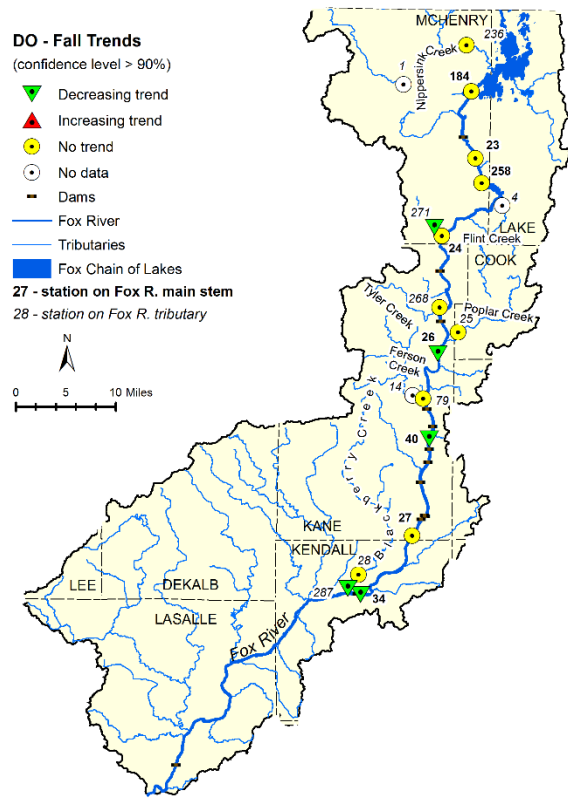 DO - Fall Trends
(confidence level > 90%)
Decreasing trend
Increasing trend
No trend
No data
Dams
Fox River
Tributaries
Fox Chain of Lakes
27 - station on Fox R. main stem
28 - station on Fox R. tributary
N
0 5 10 Miles
MCHENRY
236
1
Nippersink Creek
184
23
258
4
271
LAKE
24
Flint Creek
COOK
268
Tyler Creek
Poplar Creek
25
26
Ferson Creek
14
79
40
Blackberry Creek
27
KANE
KENDALL
28
LEE
DEKALB
287
34
LASALLE
Fox River